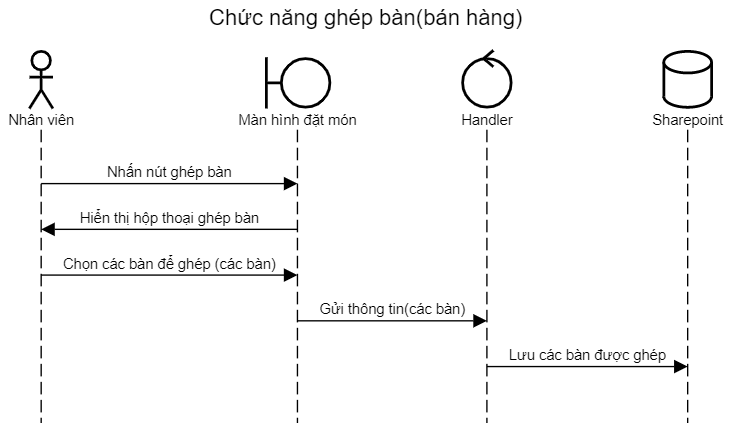 Chức năng ghép bàn(bán hàng)
Nhân viên
Màn hình đặt món
Handler
Sharepoint
Nhấn nút ghép bàn
Hiển thị hộp thoại ghép bàn
Chọn các bàn để ghép (các bàn)
Gửi thông tin(các bàn)
Lưu các bàn được ghép